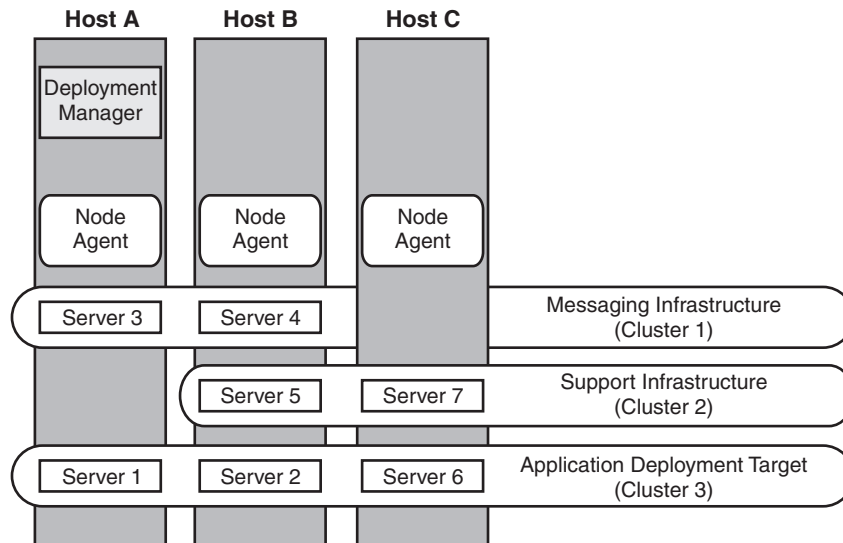 Host A
Host B
Host C
Deployment
Manager
Node
Agent
Node
Agent
Node
Agent
Server 3
Server 4
Messaging Infrastructure
(Cluster 1)
Server 5
Server 7
Support Infrastructure
(Cluster 2)
Server 1
Server 2
Server 6
Application Deployment Target
(Cluster 3)